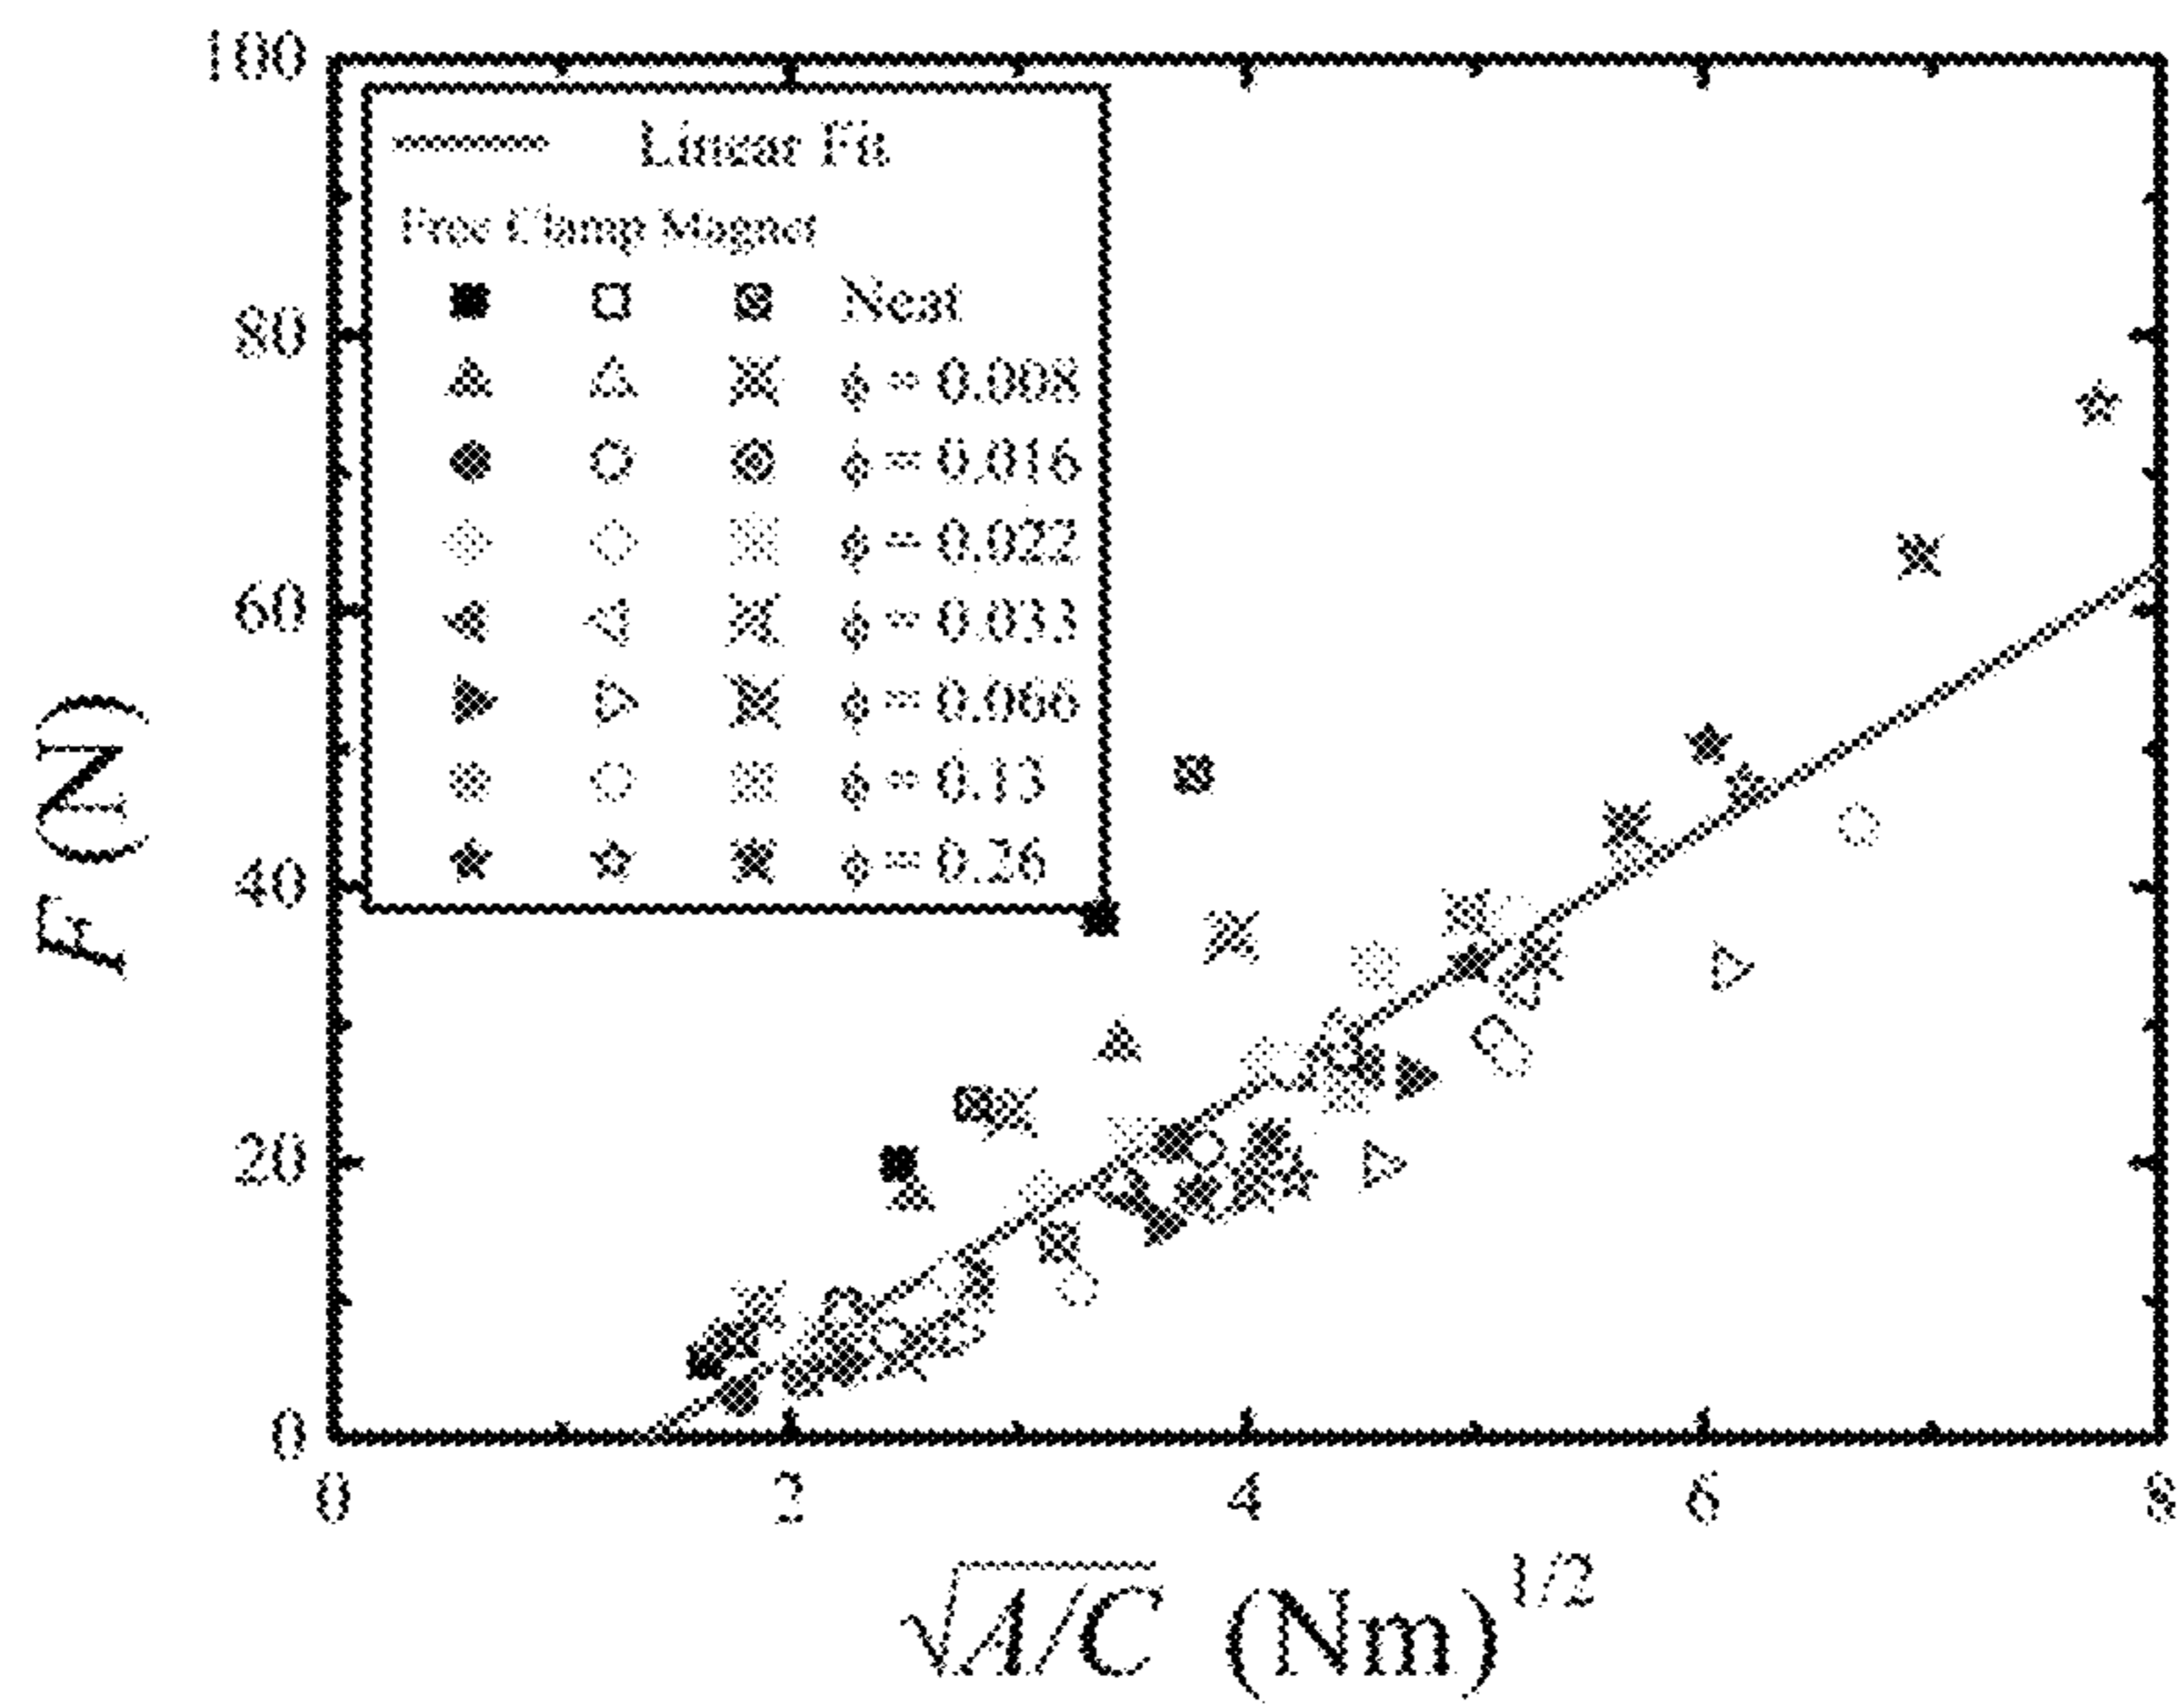 100
80
60
40
20
0
F (N)
Linear Fit
Free Clamp Magnet
Neat
ϕ = 0.008
ϕ = 0.016
ϕ = 0.022
ϕ = 0.033
ϕ = 0.066
ϕ = 0.13
ϕ = 0.26
0 2 4 6 8
√A/C (Nm)^1/2